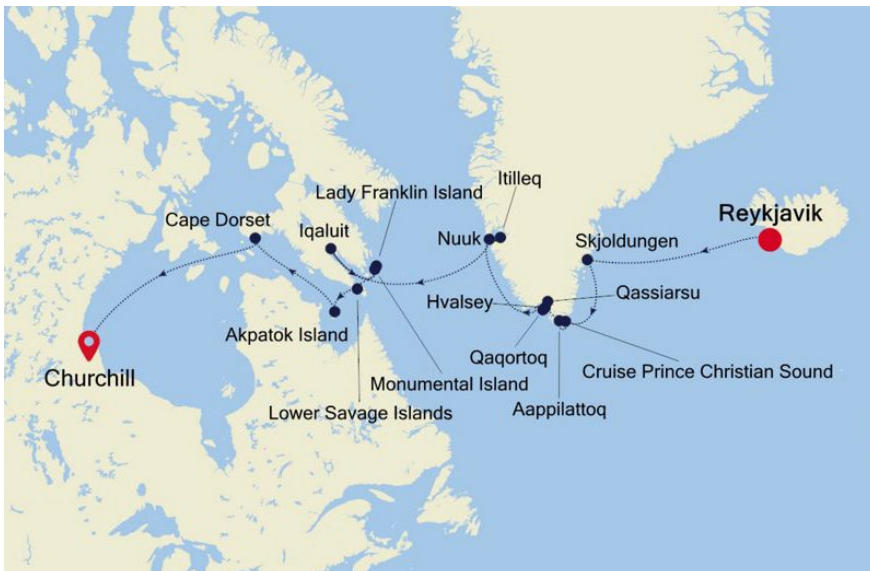 Itilleq
Lady Franklin Island
Cape Dorset
Iqaluit
Nuuk
Reykjavik
Skjoldungen
Hvalsey
Qassiarsu
Akpatok Island
Qaqortoq
Cruise Prince Christian Sound
Churchill
Monumental Island
Lower Savage Islands
Aappilattoq